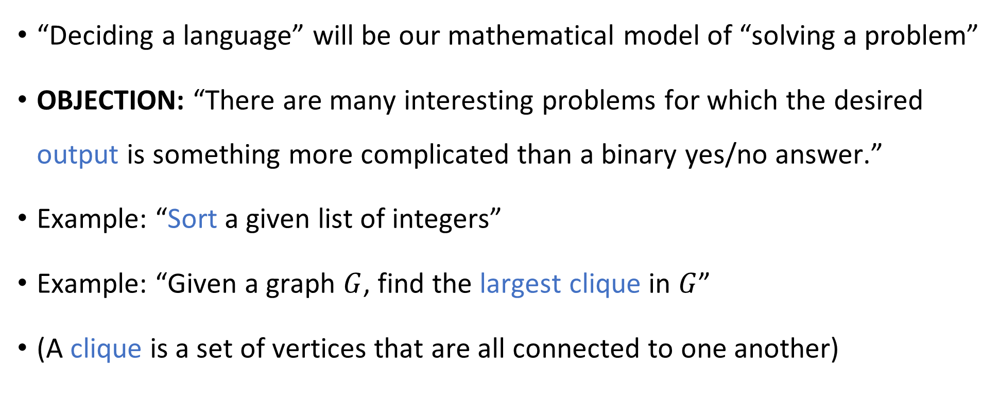 • “Deciding a language” will be our mathematical model of “solving a problem”
• OBJECTION: “There are many interesting problems for which the desired
output is something more complicated than a binary yes/no answer.”
• Example: “Sort a given list of integers”
• Example: “Given a graph 𝐺, find the largest clique in 𝐺”
• (A clique is a set of vertices that are all connected to one another)